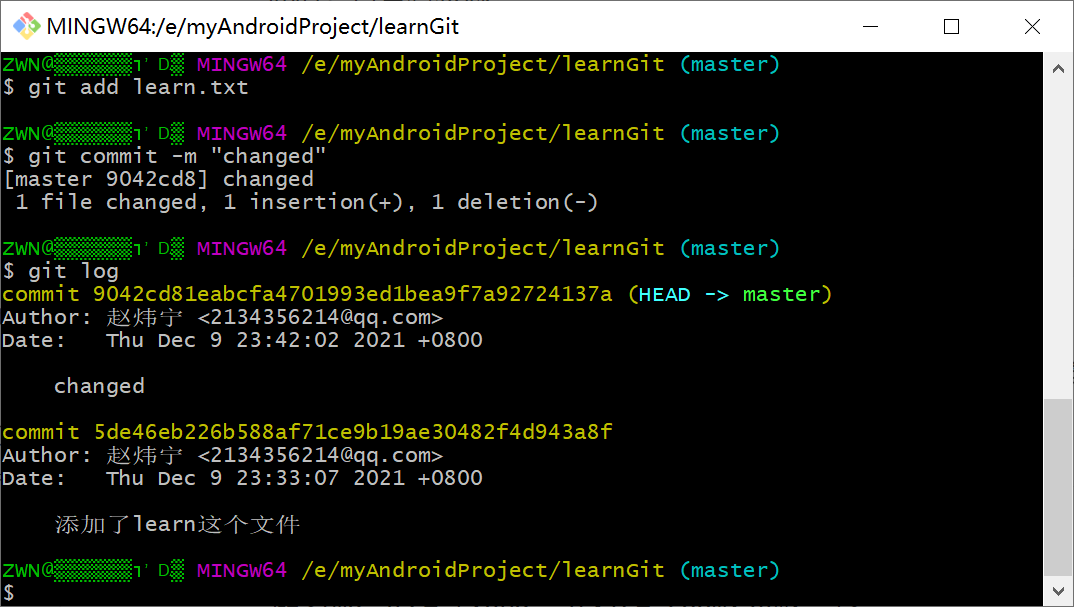 MINGW64:/e/myAndroidProject/learnGit
ZWN@ MINGW64 /e/myAndroidProject/learnGit (master)
$ git add learn.txt
ZWN@ MINGW64 /e/myAndroidProject/learnGit (master)
$ git commit -m "changed"
[master 9042cd8] changed
1 file changed, 1 insertion(+), 1 deletion(-)
ZWN@ MINGW64 /e/myAndroidProject/learnGit (master)
$ git log
commit 9042cd81eabcfa4701993ed1bea9f7a92724137a (HEAD -> master)
Author: 赵炜宁 <2134356214@qq.com>
Date:   Thu Dec 9 23:42:02 2021 +0800
changed
commit 5de46eb226b588af71ce9b19ae30482f4d943a8f
Author: 赵炜宁 <2134356214@qq.com>
Date:   Thu Dec 9 23:33:07 2021 +0800
添加了learn这个文件
ZWN@ MINGW64 /e/myAndroidProject/learnGit (master)
$